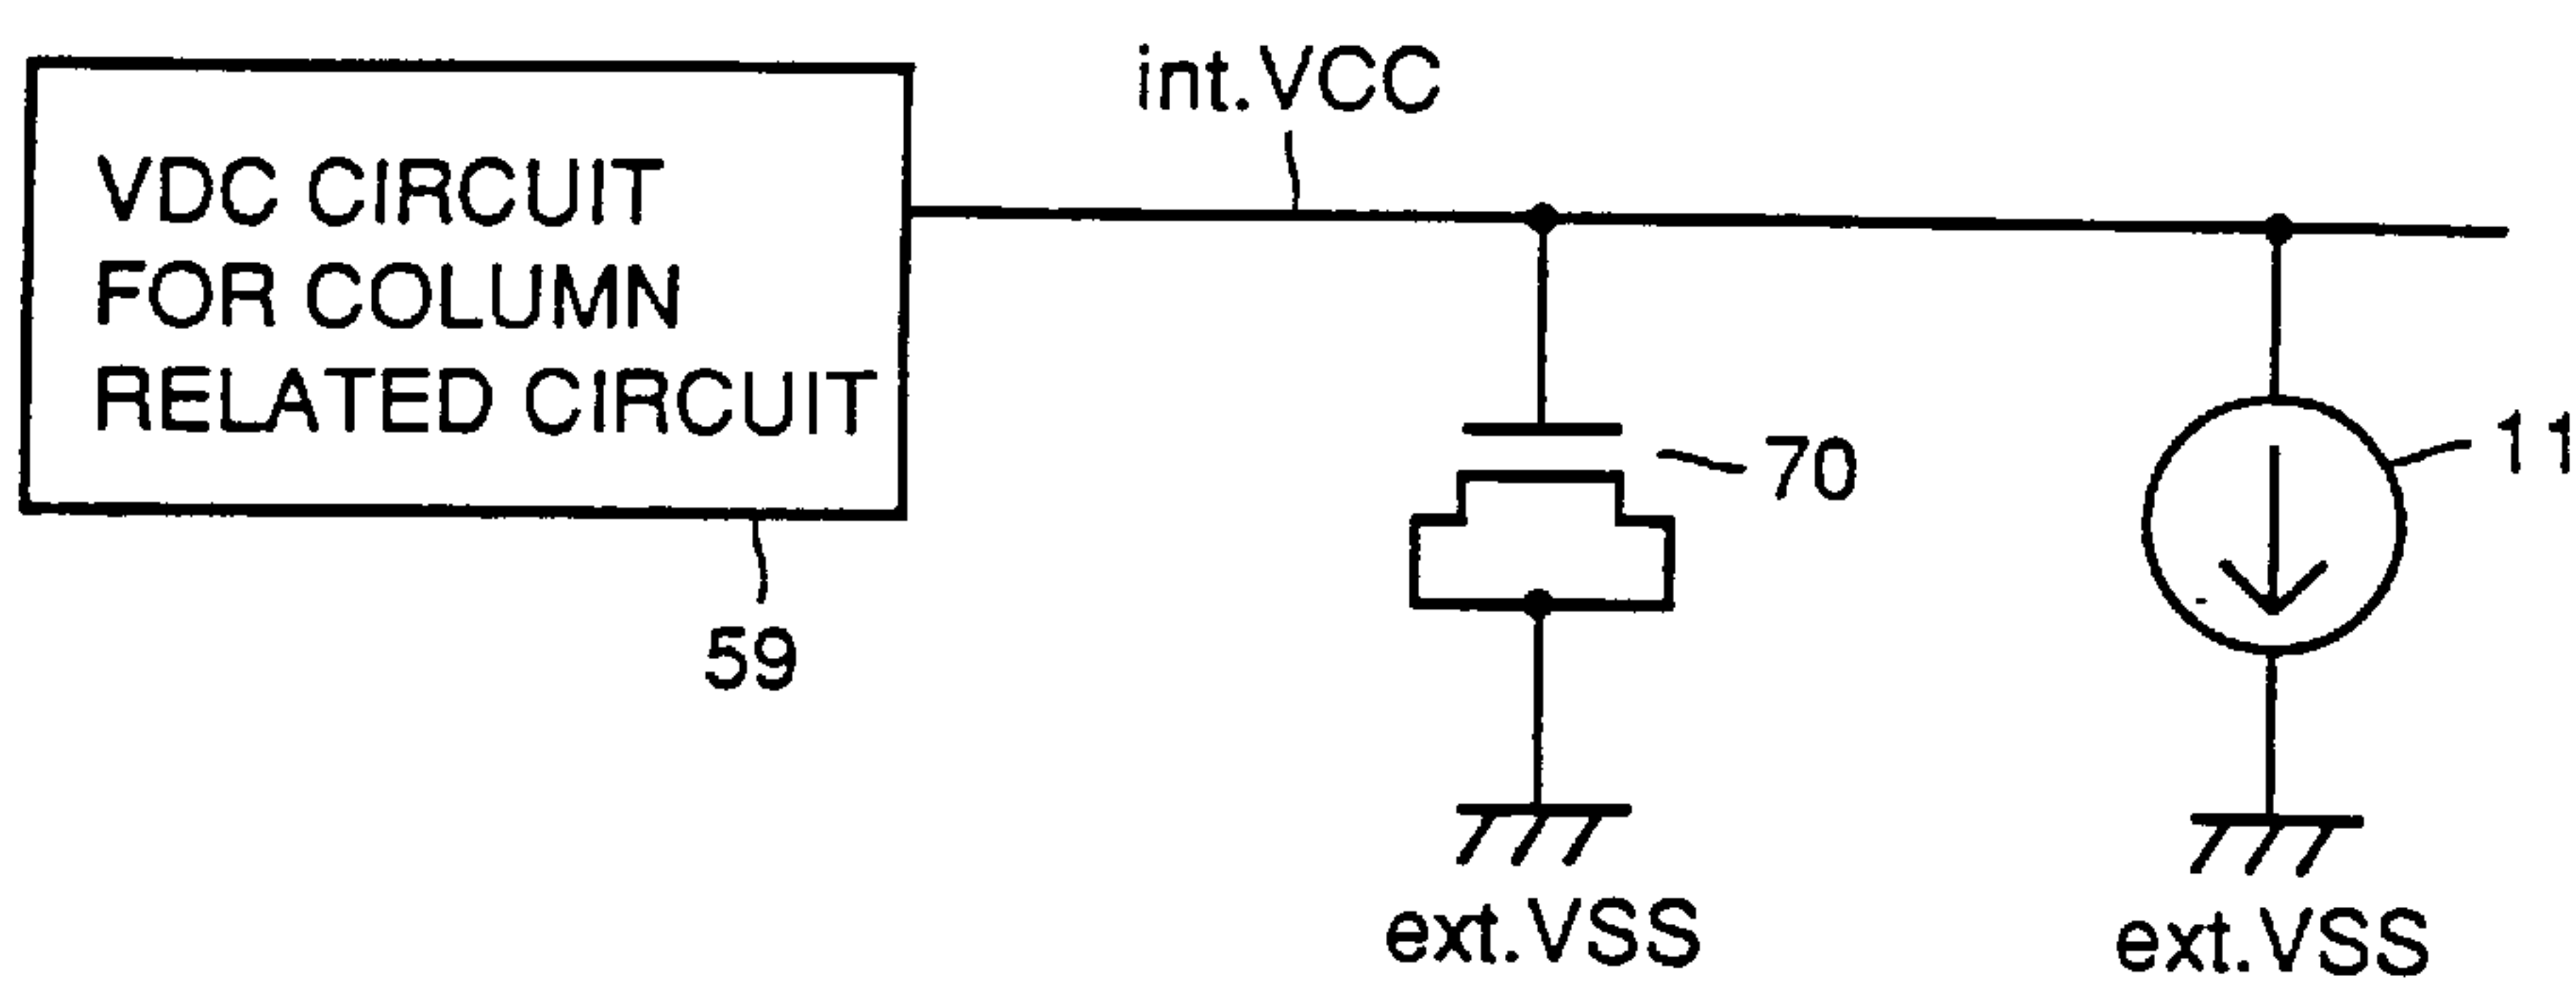 int.VCC
VDC CIRCUIT
FOR COLUMN
RELATED CIRCUIT
59
70
11
ext.VSS
ext.VSS